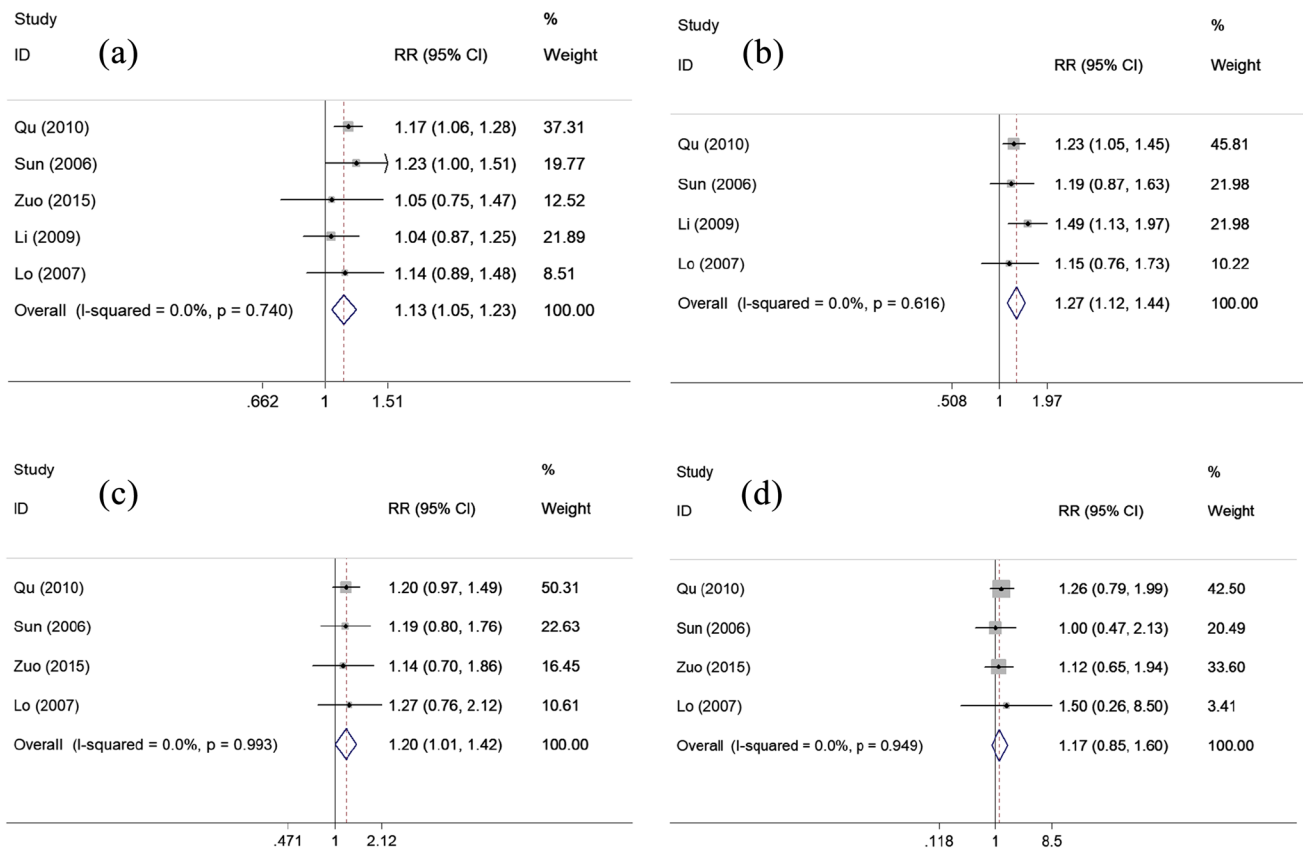 Study %
ID (a) RR (95% CI) Weight
Qu (2010) 1.17 (1.06, 1.28) 37.31
Sun (2006) 1.23 (1.00, 1.51) 19.77
Zuo (2015) 1.05 (0.75, 1.47) 12.52
Li (2009) 1.04 (0.87, 1.25) 21.89
Lo (2007) 1.14 (0.89, 1.48) 8.51
Overall (I-squared = 0.0%, p = 0.740) 1.13 (1.05, 1.23) 100.00
.662 1 1.51
Study %
ID (b) RR (95% CI) Weight
Qu (2010) 1.23 (1.05, 1.45) 45.81
Sun (2006) 1.19 (0.87, 1.63) 21.98
Li (2009) 1.49 (1.13, 1.97) 21.98
Lo (2007) 1.15 (0.76, 1.73) 10.22
Overall (I-squared = 0.0%, p = 0.616) 1.27 (1.12, 1.44) 100.00
.508 1 1.97
Study %
ID (c) RR (95% CI) Weight
Qu (2010) 1.20 (0.97, 1.49) 50.31
Sun (2006) 1.19 (0.80, 1.76) 22.63
Zuo (2015) 1.14 (0.70, 1.86) 16.45
Lo (2007) 1.27 (0.76, 2.12) 10.61
Overall (I-squared = 0.0%, p = 0.993) 1.20 (1.01, 1.42) 100.00
.471 1 2.12
Study %
ID (d) RR (95% CI) Weight
Qu (2010) 1.26 (0.79, 1.99) 42.50
Sun (2006) 1.00 (0.47, 2.13) 20.49
Zuo (2015) 1.12 (0.65, 1.94) 33.60
Lo (2007) 1.50 (0.26, 8.50) 3.41
Overall (I-squared = 0.0%, p = 0.949) 1.17 (0.85, 1.60) 100.00
.118 1 8.5